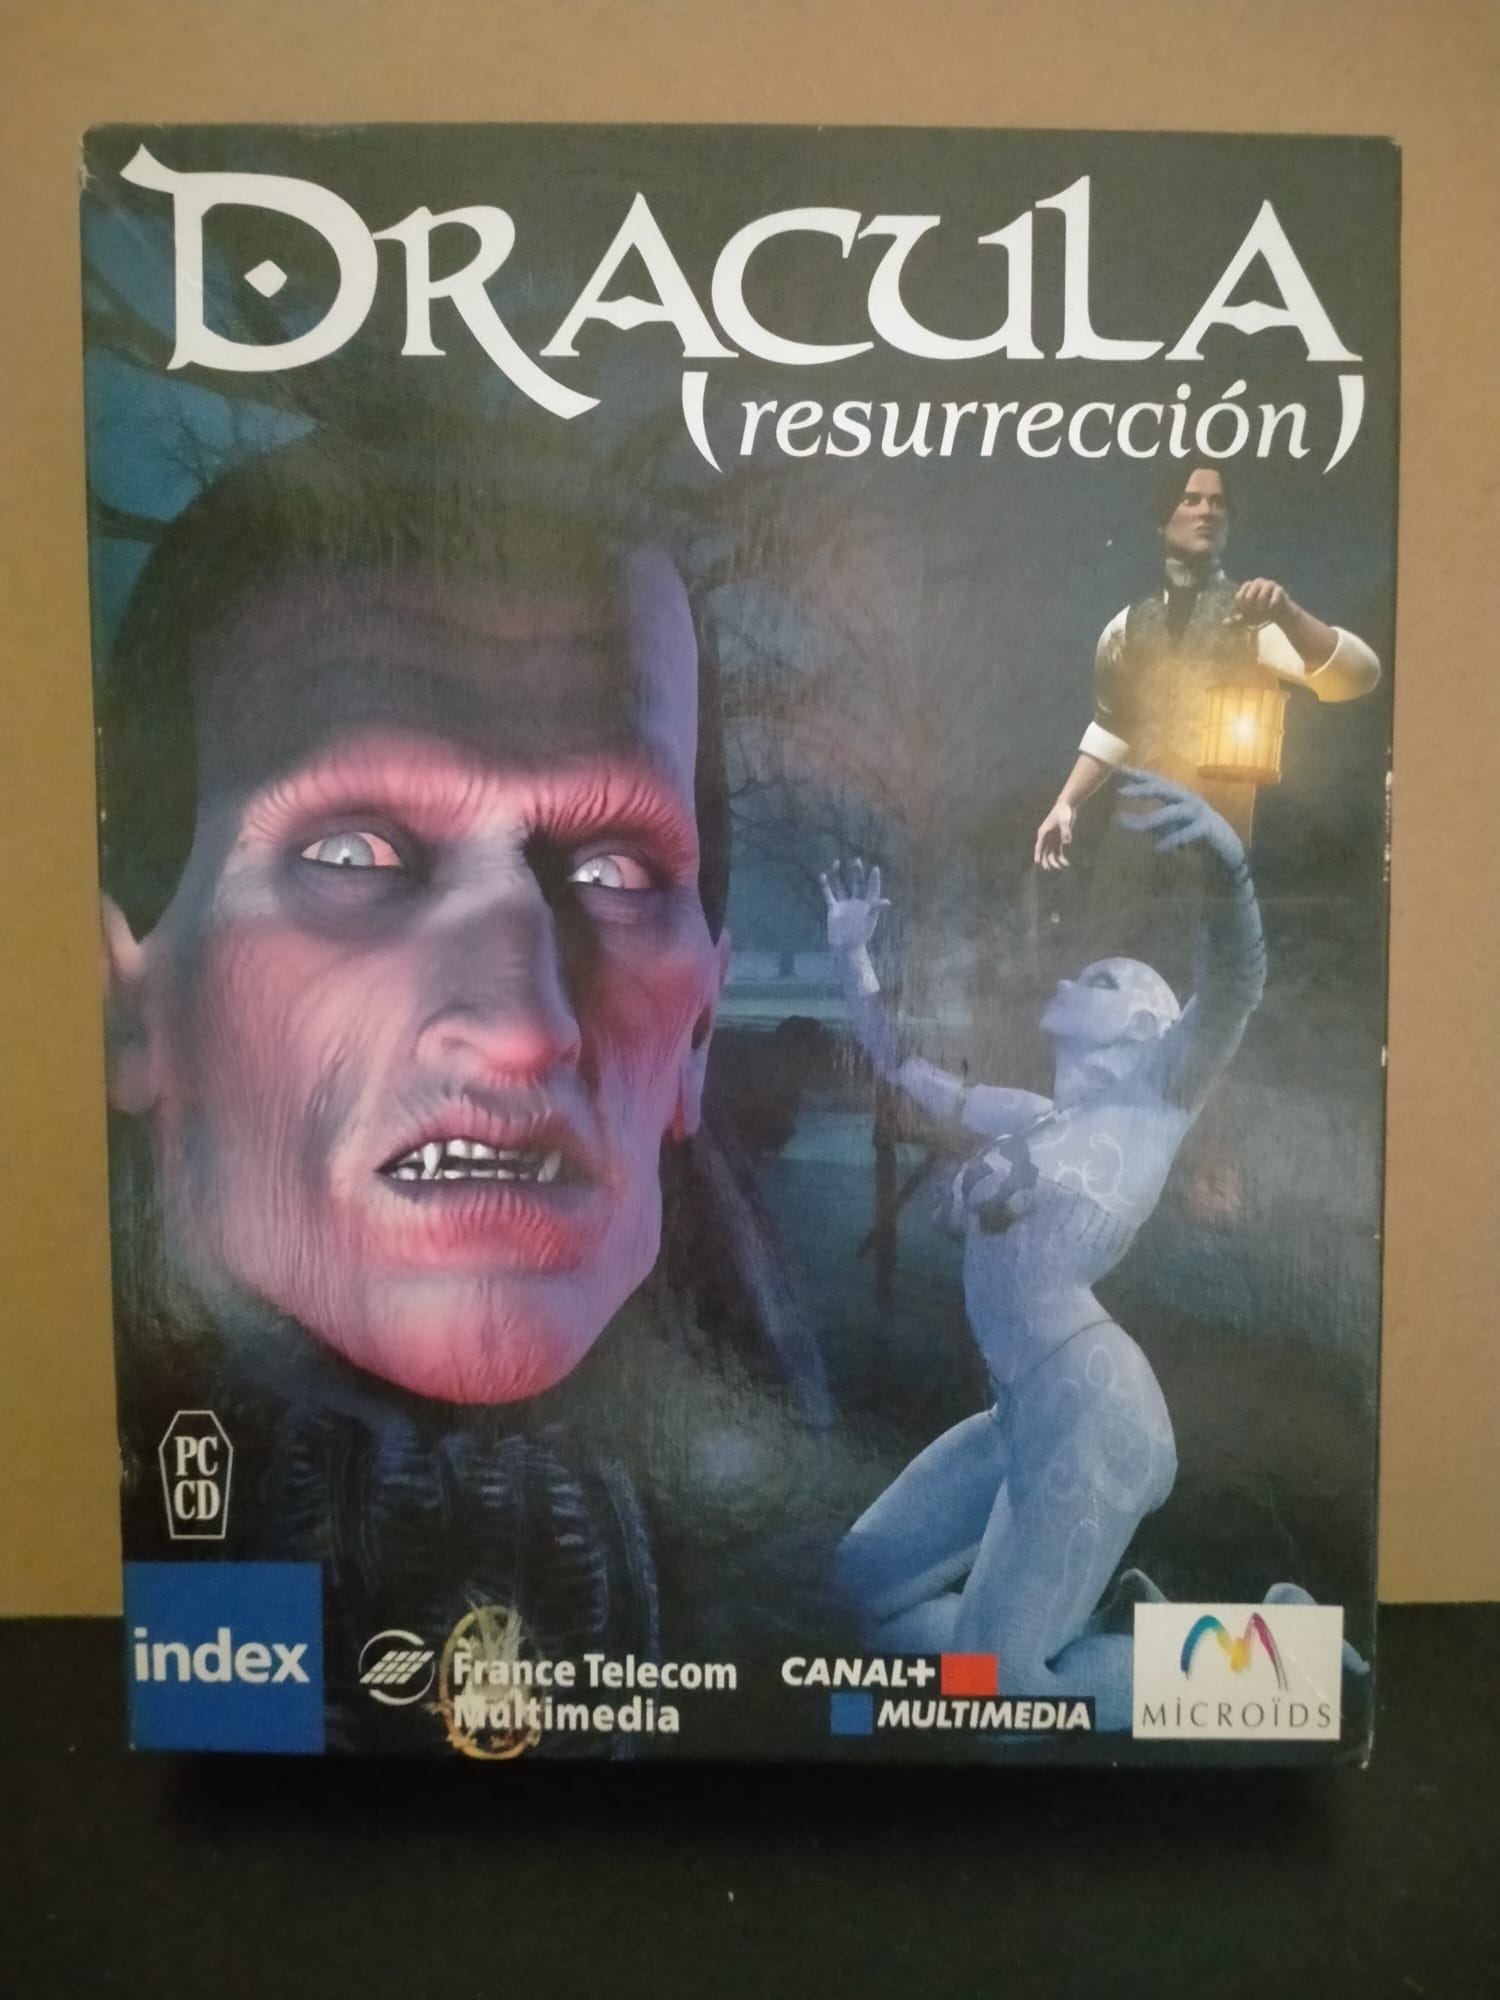 DRACULA
(resurrección)
PC
CD
index
France Telecom
Multimedia
CANAL+
MULTIMEDIA
MiCROÏDS